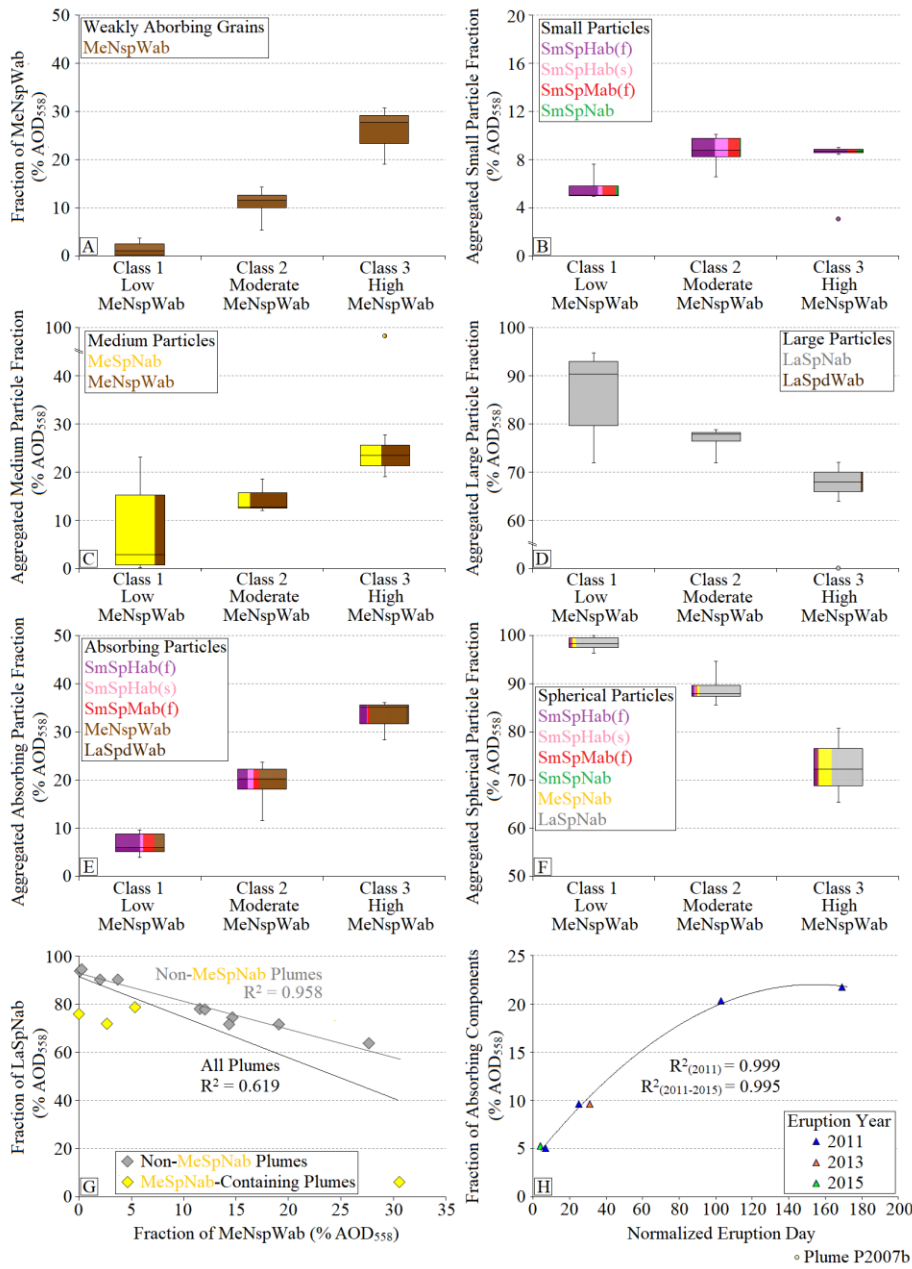 Fraction of MeNspWab
(% AOD558)
50
40
30
20
10
0
Weakly Aborbing Grains
MeNspWab
A
Class 1
Low
MeNspWab
Class 2
Moderate
MeNspWab
Class 3
High
MeNspWab
Aggregated Small Particle Fraction
(% AOD558)
20
16
12
8
4
0
Small Particles
SmSpHab(f)
SmSpHab(s)
SmSpMab(f)
SmSpNab
B
Class 1
Low
MeNspWab
Class 2
Moderate
MeNspWab
Class 3
High
MeNspWab
Aggregated Medium Particle Fraction
(% AOD558)
100
40
30
20
10
0
Medium Particles
MeSpNab
MeNspWab
C
Class 1
Low
MeNspWab
Class 2
Moderate
MeNspWab
Class 3
High
MeNspWab
Aggregated Large Particle Fraction
(% AOD558)
100
90
80
70
60
0
Large Particles
LaSpNab
LaSpdWab
D
Class 1
Low
MeNspWab
Class 2
Moderate
MeNspWab
Class 3
High
MeNspWab
Aggregated Absorbing Particle Fraction
(% AOD558)
50
40
30
20
10
0
Absorbing Particles
SmSpHab(f)
SmSpHab(s)
SmSpMab(f)
MeNspWab
LaSpdWab
E
Class 1
Low
MeNspWab
Class 2
Moderate
MeNspWab
Class 3
High
MeNspWab
Aggregated Spherical Particle Fraction
(% AOD558)
100
90
80
70
60
50
Spherical Particles
SmSpHab(f)
SmSpHab(s)
SmSpMab(f)
SmSpNab
MeSpNab
LaSpNab
F
Class 1
Low
MeNspWab
Class 2
Moderate
MeNspWab
Class 3
High
MeNspWab
Fraction of LaSpNab
(% AOD558)
100
80
60
40
20
0
Non-MeSpNab Plumes
R² = 0.958
All Plumes
R² = 0.619
Non-MeSpNab Plumes
MeSpNab-Containing Plumes
G
0 5 10 15 20 25 30 35
Fraction of MeNspWab (% AOD558)
Fraction of Absorbing Components
(% AOD558)
25
20
15
10
5
0
R²(2011) = 0.999
R²(2011-2015) = 0.995
Eruption Year
2011
2013
2015
H
0 20 40 60 80 100 120 140 160 180 200
Normalized Eruption Day
Plume P2007b